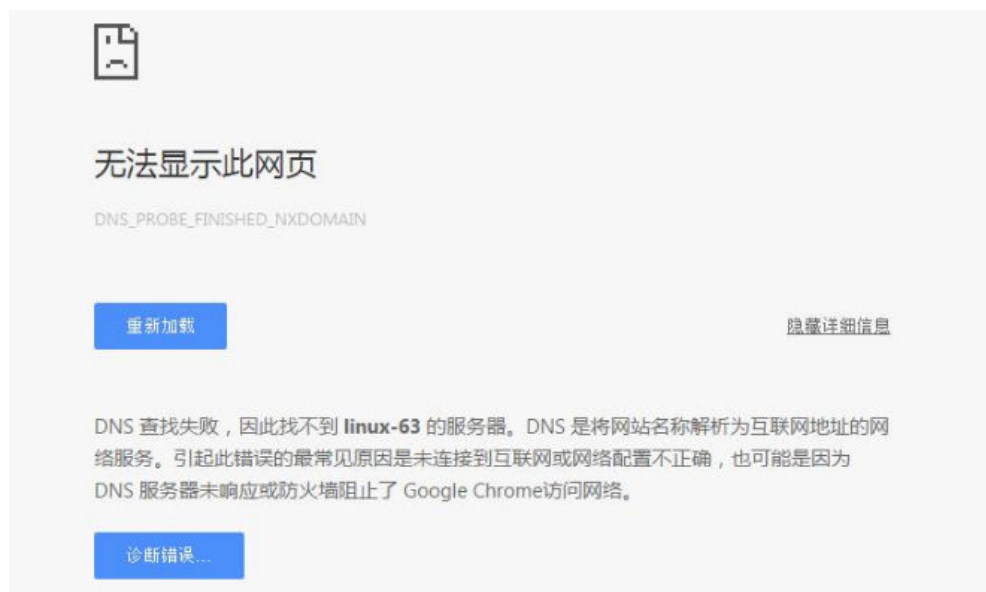 无法显示此网页
DNS_PROBE_FINISHED_NXDOMAIN
重新加载
隐藏详细信息
DNS 查找失败，因此找不到 linux-63 的服务器。DNS 是将网站名称解析为互联网地址的网
络服务。引起此错误的最常见原因是未连接到互联网或网络配置不正确，也可能是因为
DNS 服务器未响应或防火墙阻止了 Google Chrome访问网络。
诊断错误...